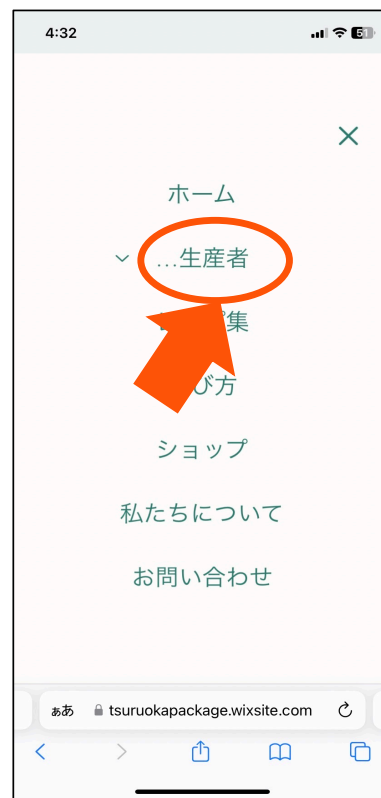 4:32
51
ホーム
…生産者
集
び方
ショップ
私たちについて
お問い合わせ
ぁあ tsuruokapackage.wixsite.com